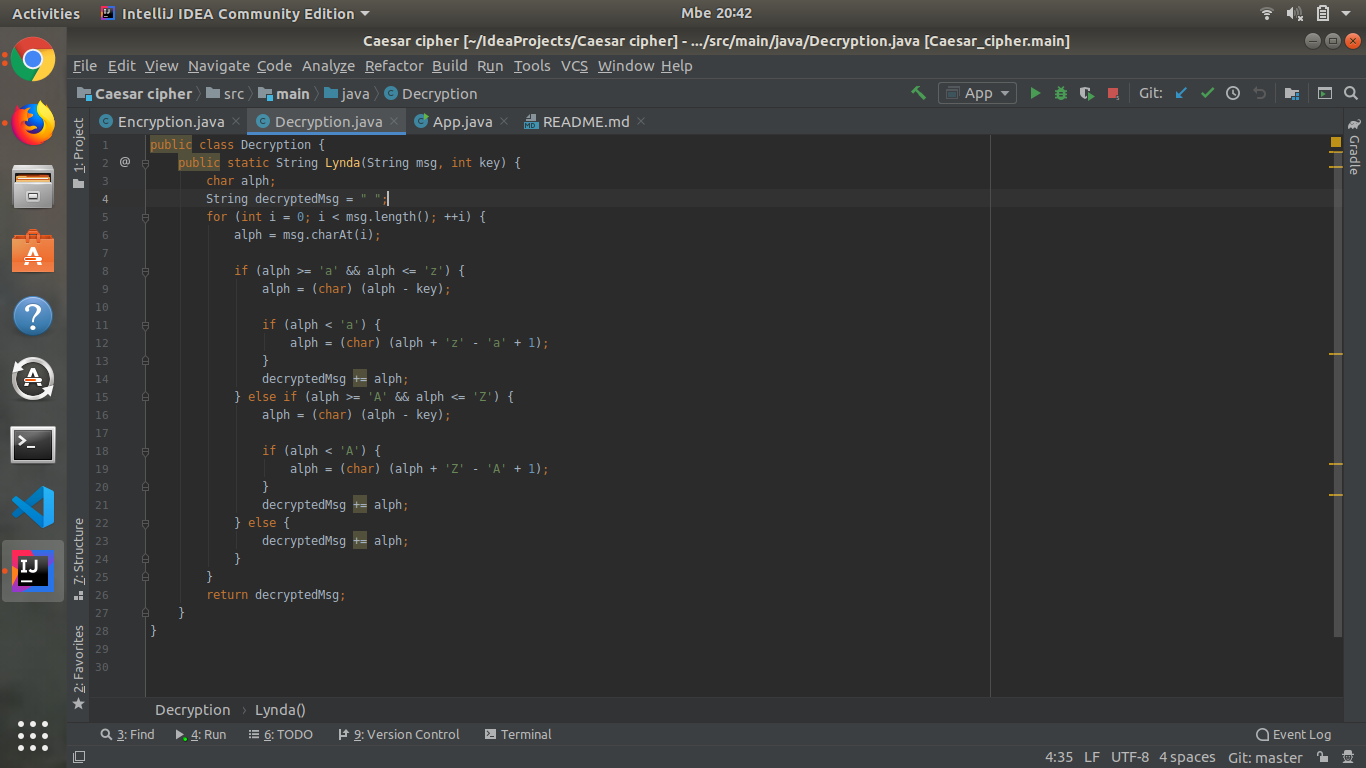 Activities IntelliJ IDEA Community Edition Mbe 20:42
Caesar cipher [~/IdeaProjects/Caesar cipher] - .../src/main/java/Decryption.java [Caesar_cipher.main]
File Edit View Navigate Code Analyze Refactor Build Run Tools VCS Window Help
Caesar cipher src main java Decryption App Git:
Encryption.java Decryption.java App.java README.md
1 public class Decryption {
2 public static String Lynda(String msg, int key) {
3 char alph;
4 String decryptedMsg = " ";
5 for (int i = 0; i < msg.length(); ++i) {
6 alph = msg.charAt(i);
7
8 if (alph >= 'a' && alph <= 'z') {
9 alph = (char) (alph - key);
10
11 if (alph < 'a') {
12 alph = (char) (alph + 'z' - 'a' + 1);
13 }
14 decryptedMsg += alph;
15 } else if (alph >= 'A' && alph <= 'Z') {
16 alph = (char) (alph - key);
17
18 if (alph < 'A') {
19 alph = (char) (alph + 'Z' - 'A' + 1);
20 }
21 decryptedMsg += alph;
22 } else {
23 decryptedMsg += alph;
24 }
25 }
26 return decryptedMsg;
27 }
28 }
29
30
1: Project
7: Structure
2: Favorites
Gradle
Decryption › Lynda()
3: Find 4: Run 6: TODO 9: Version Control Terminal Event Log
4:35 LF UTF-8 4 spaces Git: master